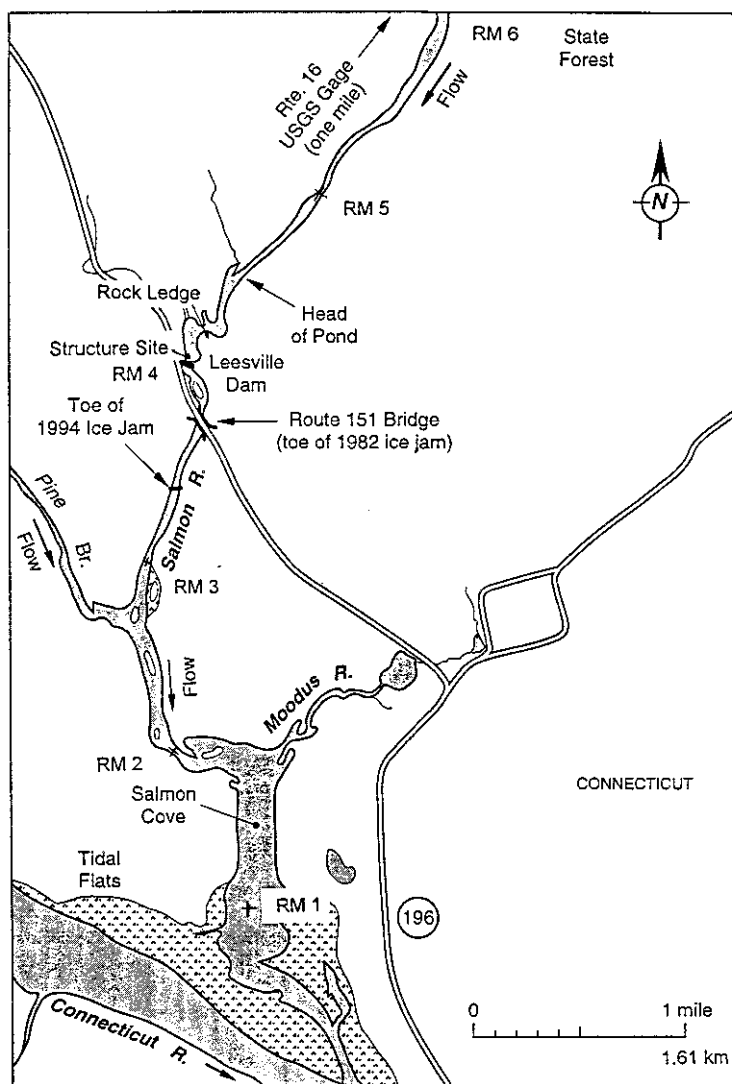 RM 6
State
Forest
Rte. 16
USGS Gage
(one mile)
Flow
N
RM 5
Rock Ledge
Head
of Pond
Structure Site
RM 4
Leesville
Dam
Toe of
1994 Ice Jam
Route 151 Bridge
(toe of 1982 ice jam)
Pine
Br.
Flow
Salmon R.
RM 3
Flow
Moodus R.
RM 2
Salmon
Cove
CONNECTICUT
Tidal
Flats
RM 1
196
Connecticut R.
0 1 mile
1.61 km